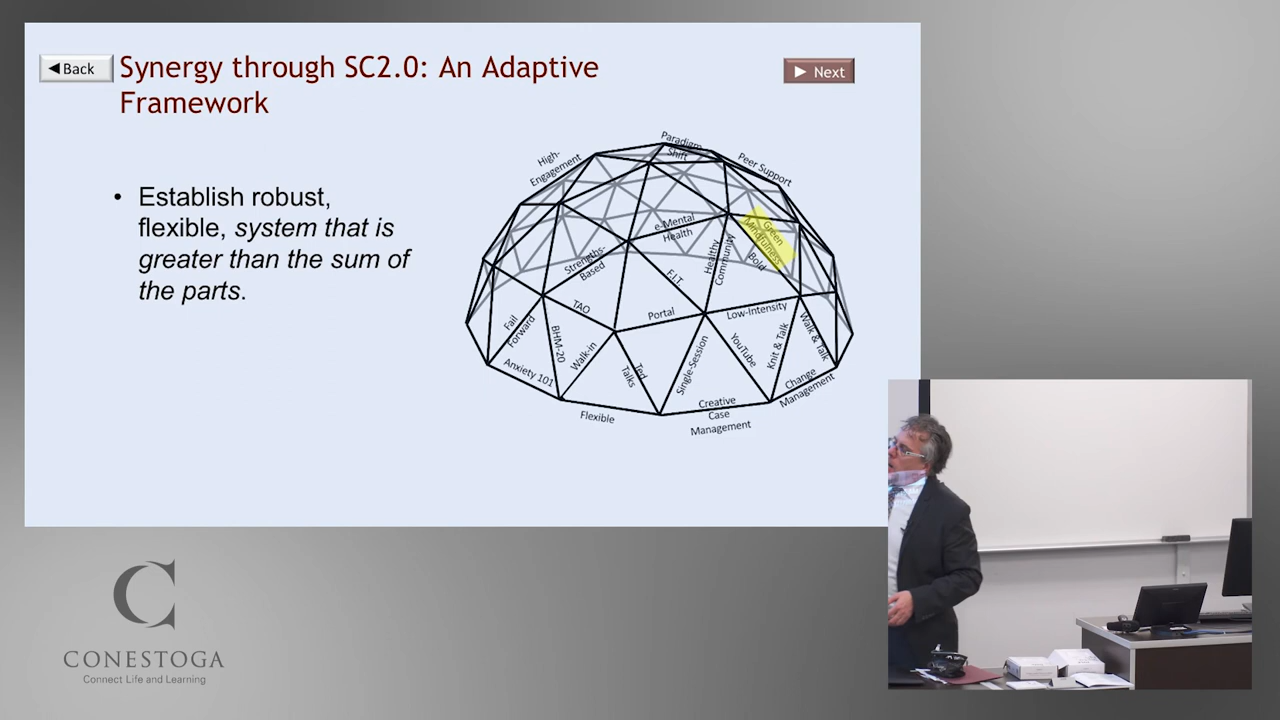 Back
Synergy through SC2.0: An Adaptive
Framework
Next
• Establish robust,
flexible, system that is
greater than the sum of
the parts.
Paradigm
Shift
High-
Engagement
Peer Support
e-Mental
Health
Green
Mindfulness
Bold
Healthy
Community
Strengths-
Based
F.I.T.
TAO
Portal
Low-Intensity
Fail
Forward
BHM-20
Walk-in
Ted
Talks
Single-Session
YouTube
Knit & Talk
Walk & Talk
Anxiety 101
Change
Management
Flexible
Creative
Case
Management
CONESTOGA
Connect Life and Learning